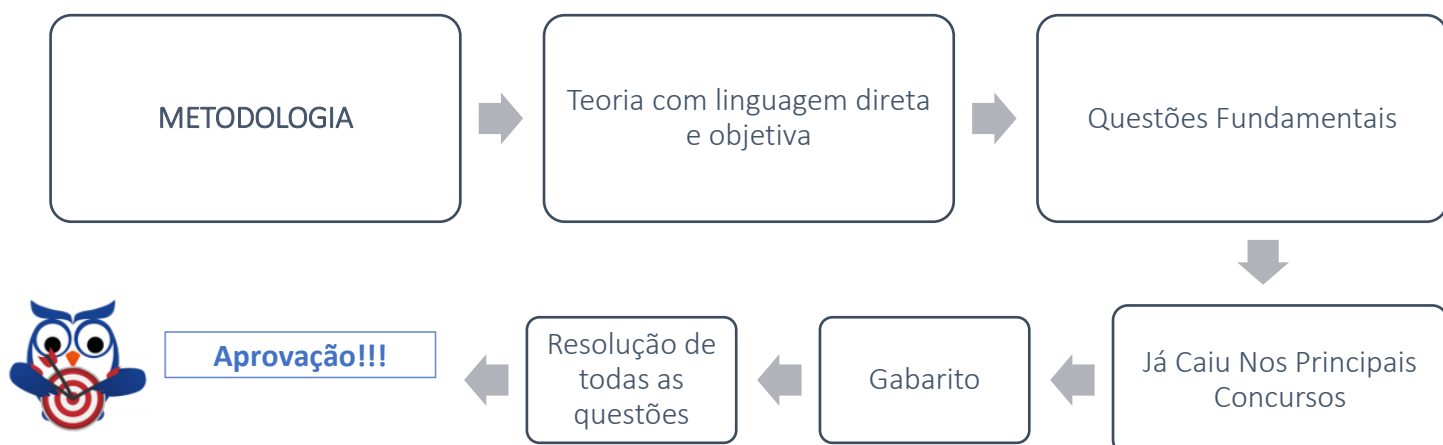 METODOLOGIA
Teoria com linguagem direta
e objetiva
Questões Fundamentais
Já Caiu Nos Principais
Concursos
Gabarito
Resolução de
todas as
questões
Aprovação!!!